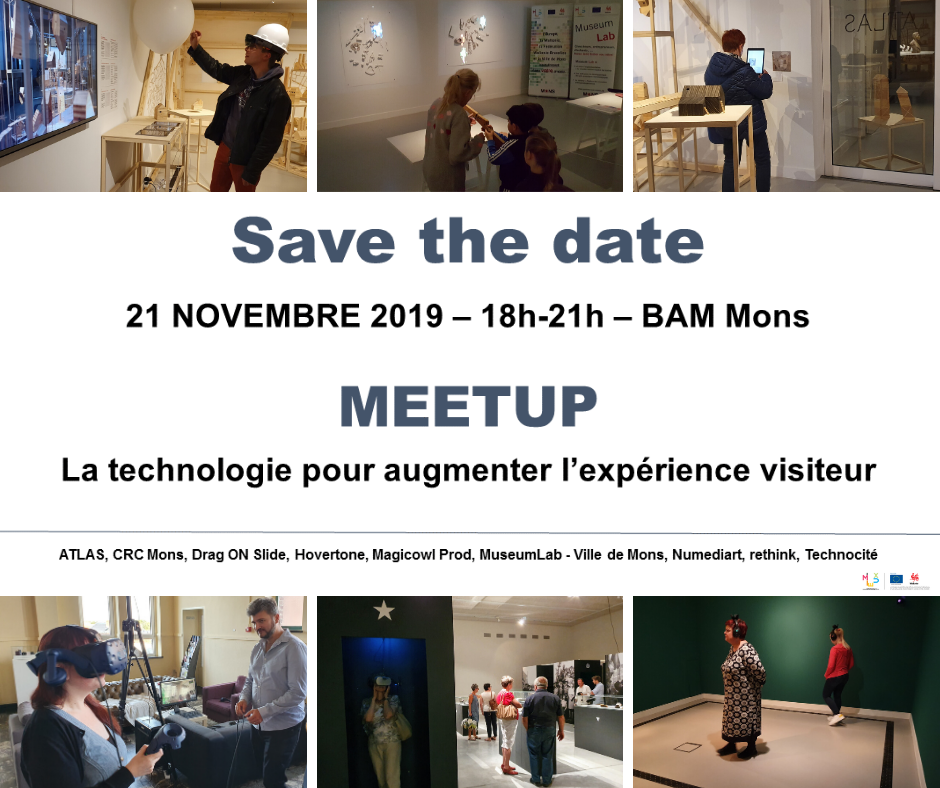 Museum
Lab
ATLAS
Save the date
21 NOVEMBRE 2019 – 18h-21h – BAM Mons
MEETUP
La technologie pour augmenter l’expérience visiteur
ATLAS, CRC Mons, Drag ON Slide, Hovertone, Magicowl Prod, MuseumLab - Ville de Mons, Numediart, rethink, Technocité